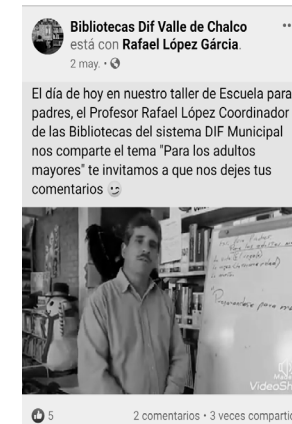 Bibliotecas Dif Valle de Chalco
está con Rafael López Gárcia.
2 may.
El día de hoy en nuestro taller de Escuela para
padres, el Profesor Rafael López Coordinador
de las Bibliotecas del sistema DIF Municipal
nos comparte el tema "Para los adultos
mayores" te invitamos a que nos dejes tus
comentarios
VideoSh
5
2 comentarios • 3 veces compartic